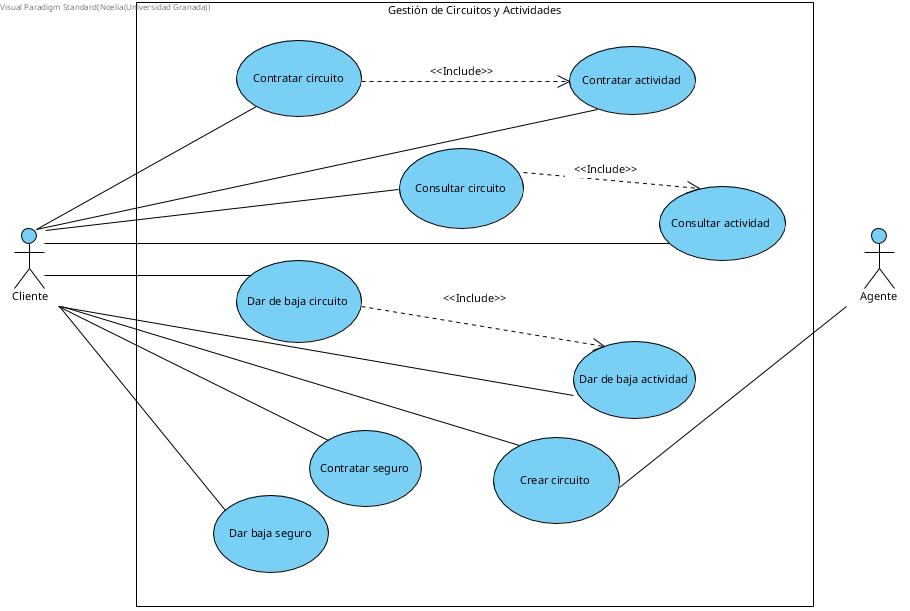 Visual Paradigm Standard(Noelia(Universidad Granada))
Gestión de Circuitos y Actividades
Contratar circuito
<<Include>>
Contratar actividad
Consultar circuito
<<Include>>
Consultar actividad
Cliente
Agente
Dar de baja circuito
<<Include>>
Dar de baja actividad
Contratar seguro
Crear circuito
Dar baja seguro